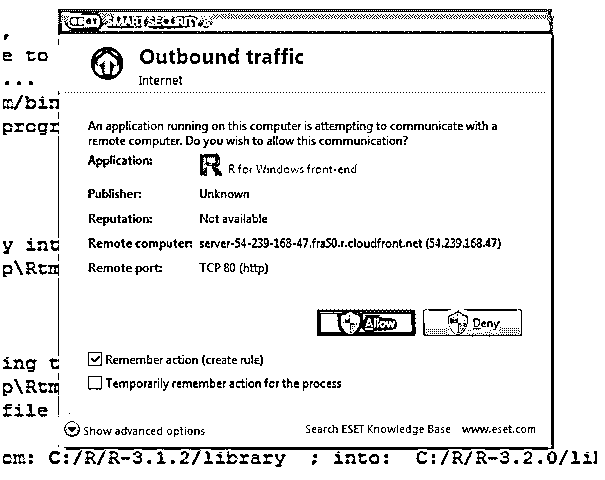 eset SMART SECURITY
,
e to
Outbound traffic
...
Internet
m/bin
progr
An application running on this computer is attempting to communicate with a
remote computer. Do you wish to allow this communication?
Application: R for Windows front-end
Publisher: Unknown
Reputation: Not available
y int
Remote computer: server-54-239-168-47.fra50.r.cloudfront.net (54.239.168.47)
p\Rtm
Remote port: TCP 80 (http)
Allow Deny
ing t
Remember action (create rule)
p\Rtm
Temporarily remember action for the process
file
Show advanced options Search ESET Knowledge Base www.eset.com
om: C:/R/R-3.1.2/library ; into: C:/R/R-3.2.0/lib